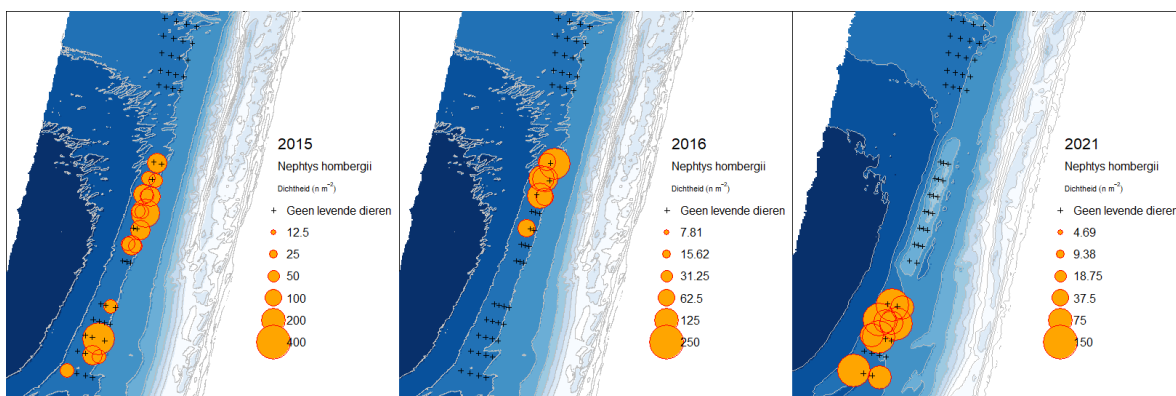 2015
Nephtys hombergii
Dichtheid (n m⁻²)
+ Geen levende dieren
12.5
25
50
100
200
400
2016
Nephtys hombergii
Dichtheid (n m⁻²)
+ Geen levende dieren
7.81
15.62
31.25
62.5
125
250
2021
Nephtys hombergii
Dichtheid (n m⁻²)
+ Geen levende dieren
4.69
9.38
18.75
37.5
75
150